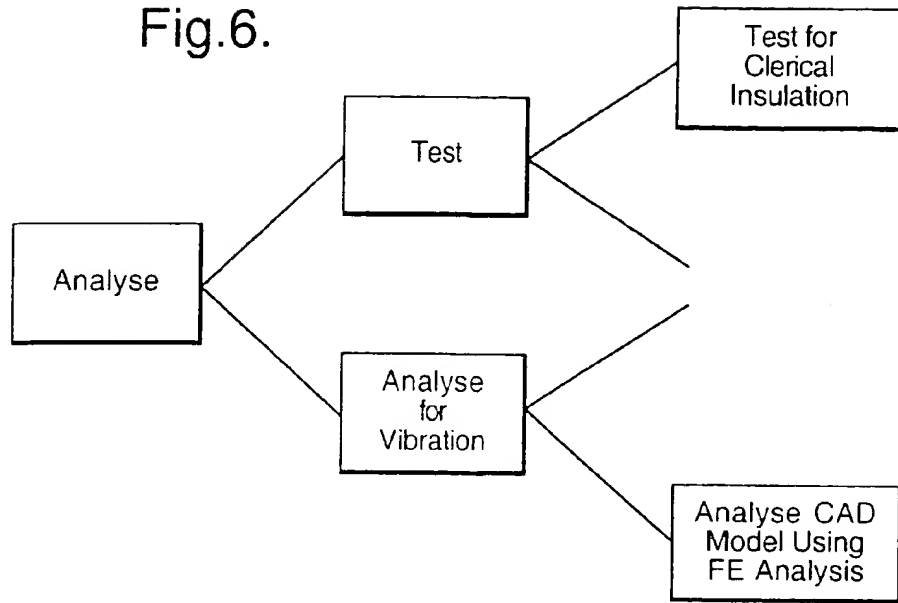 Fig.6.
Test for
Clerical
Insulation
Test
Analyse
Analyse
for
Vibration
Analyse CAD
Model Using
FE Analysis